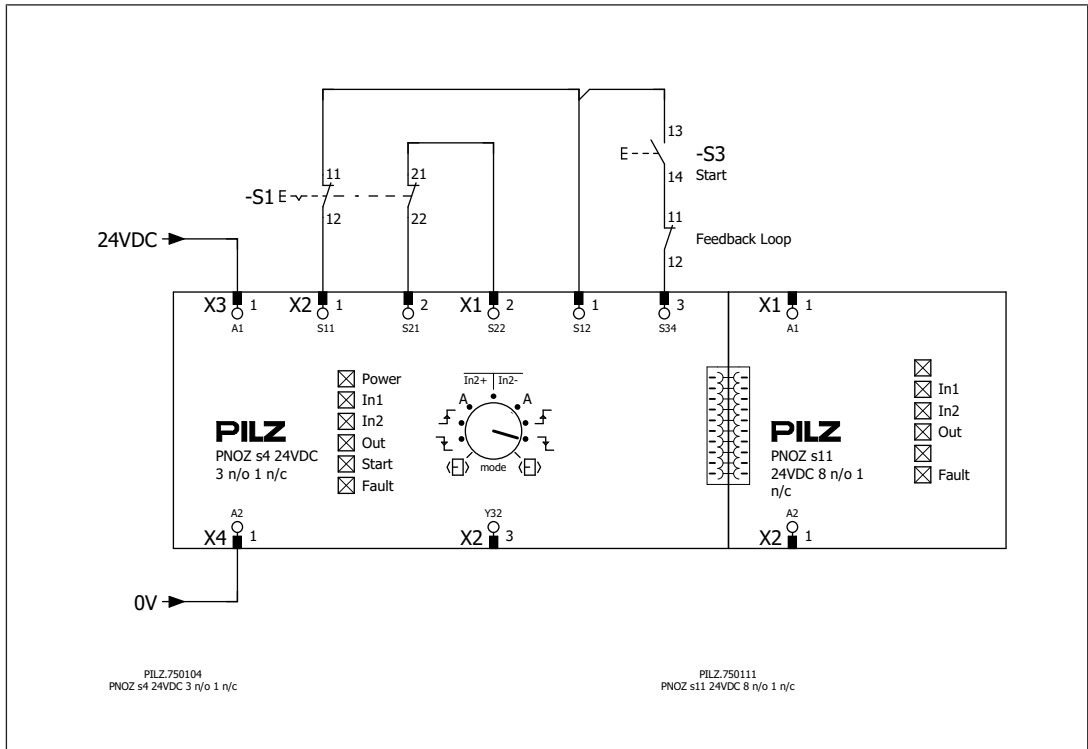 13
-S3
Start
14
11
21
-S1
12
22
11
Feedback Loop
12
24VDC
X3 1
X2 1
2
X1 2
1
3
X1 1
A1
S11
S21
S22
S12
S34
A1
In2+ In2-
Power
In1
In2
Out
Start
Fault
A A
mode
PILZ
PNOZ s4 24VDC
3 n/o 1 n/c
In1
In2
Out
Fault
PILZ
PNOZ s11
24VDC 8 n/o 1
n/c
A2
Y32
A2
X4 1
X2 3
X2 1
0V
PILZ.750104
PNOZ s4 24VDC 3 n/o 1 n/c
PILZ.750111
PNOZ s11 24VDC 8 n/o 1 n/c